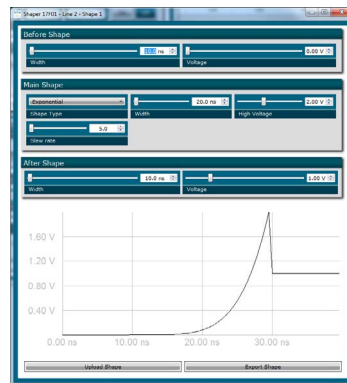 Shaper 17F01 - Line 2 - Shape 1
Before Shape
10.0 ns
0.00 V
Width
Voltage
Main Shape
Exponential
20.0 ns
2.00 V
Shape Type
Width
High Voltage
5.0
Slew rate
After Shape
10.0 ns
1.00 V
Width
Voltage
1.60 V
1.20 V
0.80 V
0.40 V
0.00 ns
10.00 ns
20.00 ns
30.00 ns
Upload Shape
Export Shape